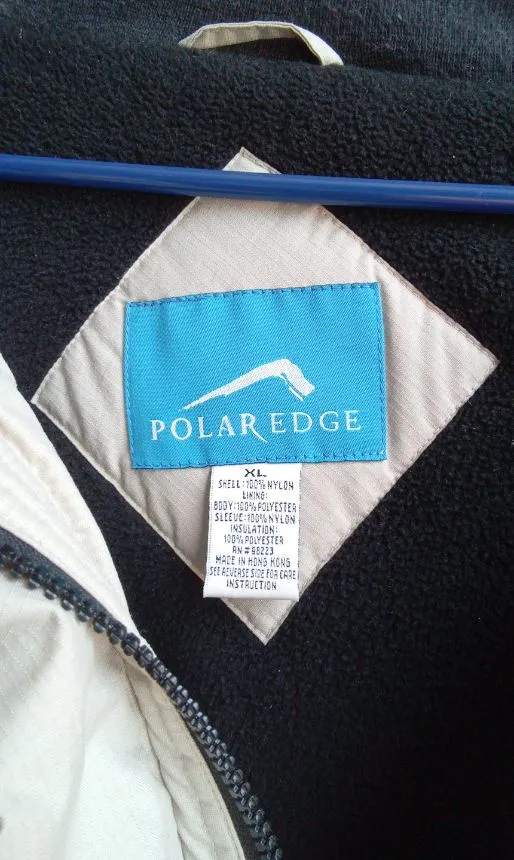 POLAR EDGE
XL
SHELL:100% NYLON
LINING:
BODY:100% POLYESTER
SLEEVE:100% NYLON
INSULATION:
100% POLYESTER
RN #88223
MADE IN HONG KONG
SEE REVERSE SIDE FOR CARE
INSTRUCTION